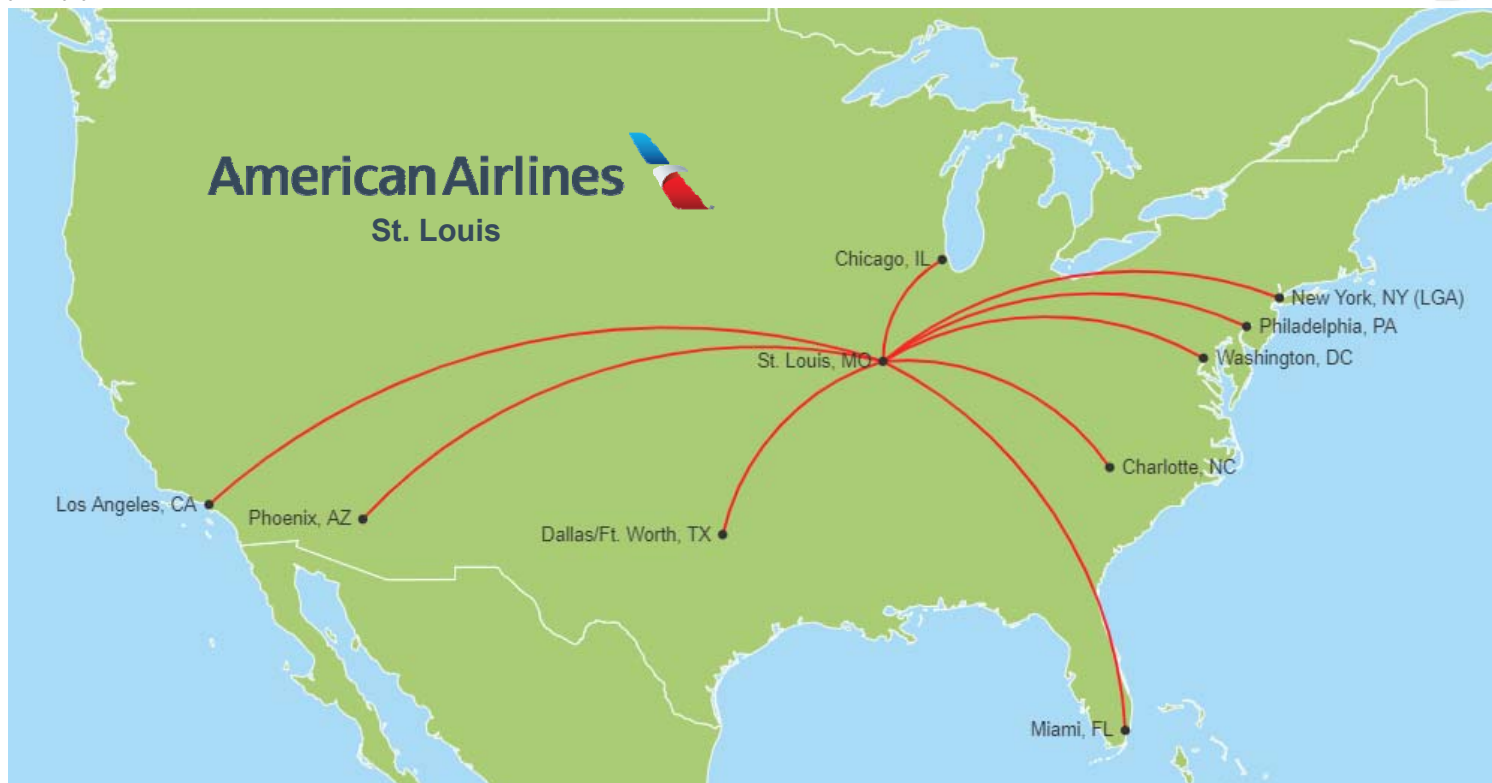 American Airlines
St. Louis
Chicago, IL
New York, NY (LGA)
Philadelphia, PA
St. Louis, MO
Washington, DC
Charlotte, NC
Los Angeles, CA
Phoenix, AZ
Dallas/Ft. Worth, TX
Miami, FL